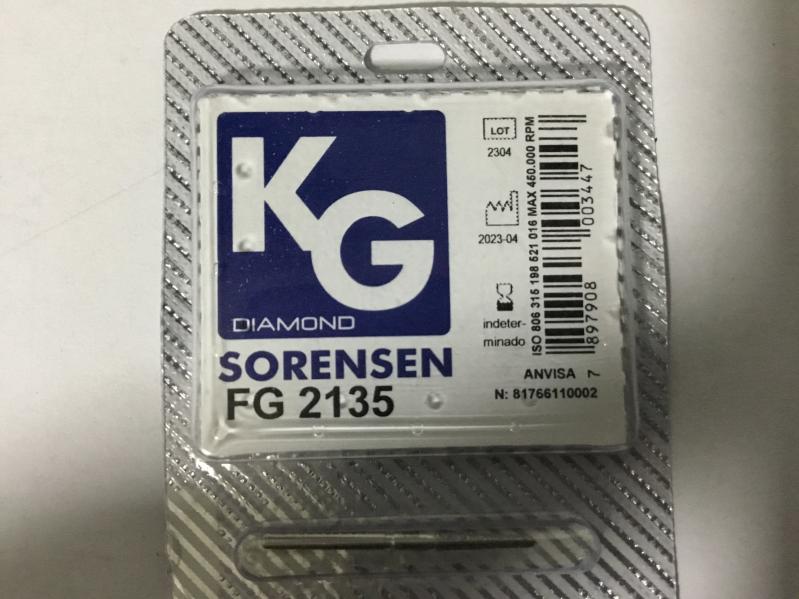 KG
DIAMOND
SORENSEN
FG 2135
LOT
2304
2023-04
indeter-
minado
ISO 806 315 198 521 016 MAX 450.000 RPM
7 897908 003447
ANVISA
N: 81766110002